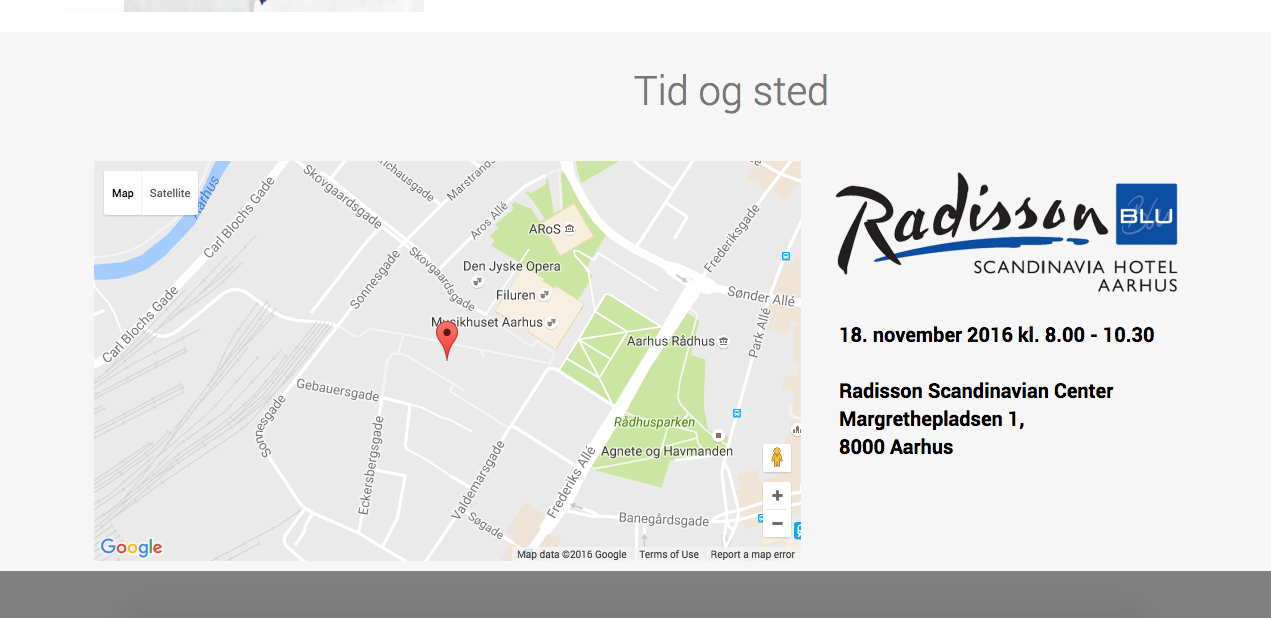 Tid og sted
Map
Satellite
Aarhus
Carl Blochs Gade
Skovgaardsgade
Marstrandsgade
Aros Allé
ARoS
Frederiksgade
Den Jyske Opera
Sonnesgade
Skovgaardsgade
Filuren
Sønder Allé
Musikhuset Aarhus
Carl Blochs Gade
Aarhus Rådhus
Park Allé
Gebauersgade
Sonnesgade
Rådhusparken
Agnete og Havmanden
Eckersbergsgade
Valdemarsgade
Frederiks Allé
Søgade
Banegårdsgade
Google
Map data ©2016 Google
Terms of Use
Report a map error
Radisson BLU
SCANDINAVIA HOTEL
AARHUS
18. november 2016 kl. 8.00 - 10.30
Radisson Scandinavian Center
Margrethepladsen 1,
8000 Aarhus